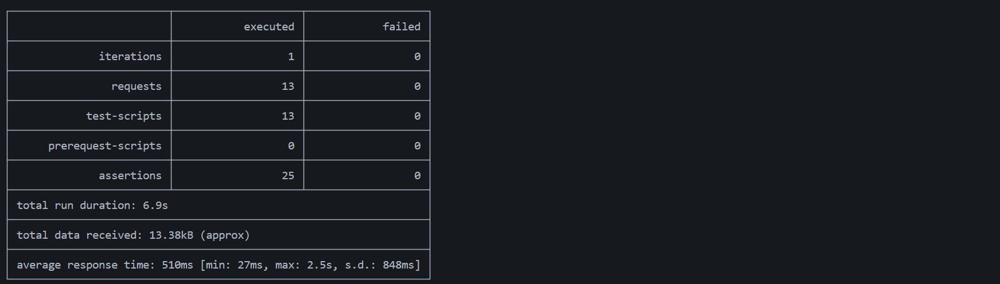 executed failed
iterations 1 0
requests 13 0
test-scripts 13 0
prerequest-scripts 0 0
assertions 25 0
total run duration: 6.9s
total data received: 13.38kB (approx)
average response time: 510ms [min: 27ms, max: 2.5s, s.d.: 848ms]